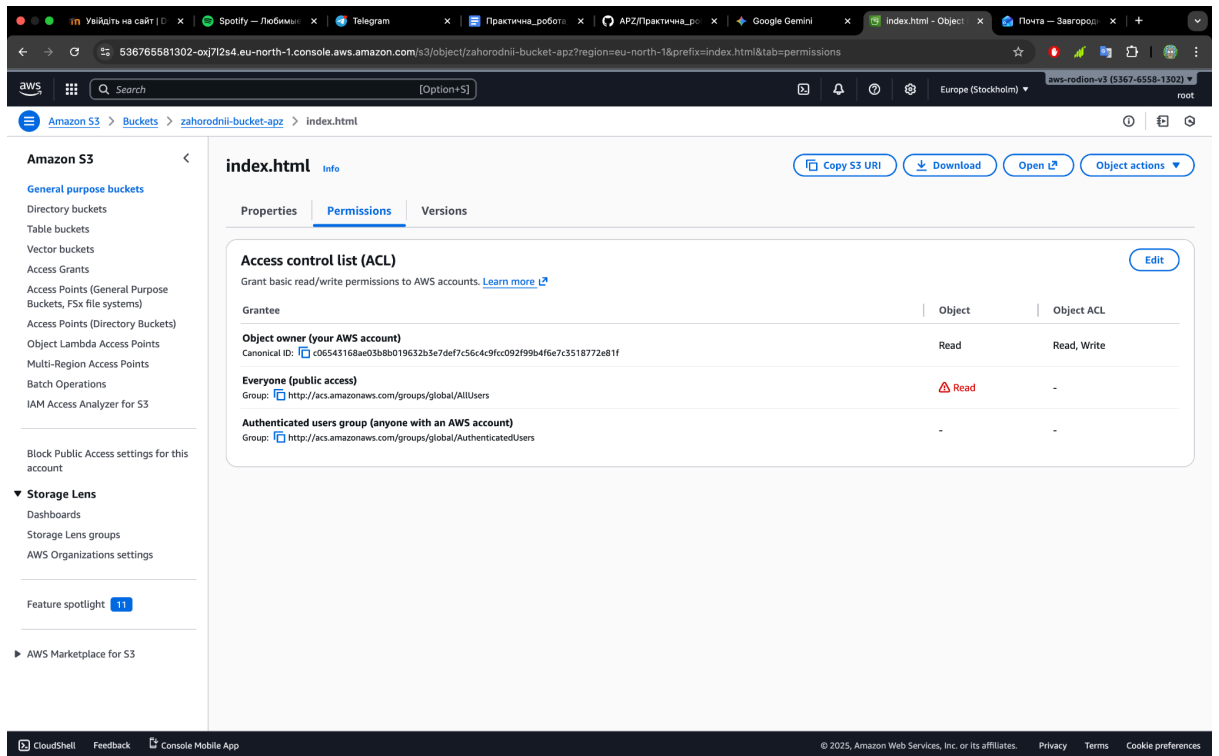 Увійдіть на сайт | D
Spotify — Любимые
Telegram
Практична_робота
APZ/Практична_ро
Google Gemini
index.html - Object
Почта — Завгород
536765581302-oxj7l2s4.eu-north-1.console.aws.amazon.com/s3/object/zahorodnii-bucket-apz?region=eu-north-1&prefix=index.html&tab=permissions
aws
Search
[Option+S]
Europe (Stockholm)
aws-rodion-v3 (5367-6558-1302)
root
Amazon S3 > Buckets > zahorodnii-bucket-apz > index.html
Amazon S3
General purpose buckets
Directory buckets
Table buckets
Vector buckets
Access Grants
Access Points (General Purpose
Buckets, FSx file systems)
Access Points (Directory Buckets)
Object Lambda Access Points
Multi-Region Access Points
Batch Operations
IAM Access Analyzer for S3
Block Public Access settings for this
account
Storage Lens
Dashboards
Storage Lens groups
AWS Organizations settings
Feature spotlight 11
AWS Marketplace for S3
index.html Info
Copy S3 URI
Download
Open
Object actions
Properties
Permissions
Versions
Access control list (ACL)
Edit
Grant basic read/write permissions to AWS accounts. Learn more
Grantee
Object
Object ACL
Object owner (your AWS account)
Canonical ID: c06543168ae03b8b019632b3e7def7c56c4c9fcc092f99b4f6e7c3518772e81f
Read
Read, Write
Everyone (public access)
Group: http://acs.amazonaws.com/groups/global/AllUsers
Read
-
Authenticated users group (anyone with an AWS account)
Group: http://acs.amazonaws.com/groups/global/AuthenticatedUsers
-
-
CloudShell
Feedback
Console Mobile App
© 2025, Amazon Web Services, Inc. or its affiliates.
Privacy
Terms
Cookie preferences